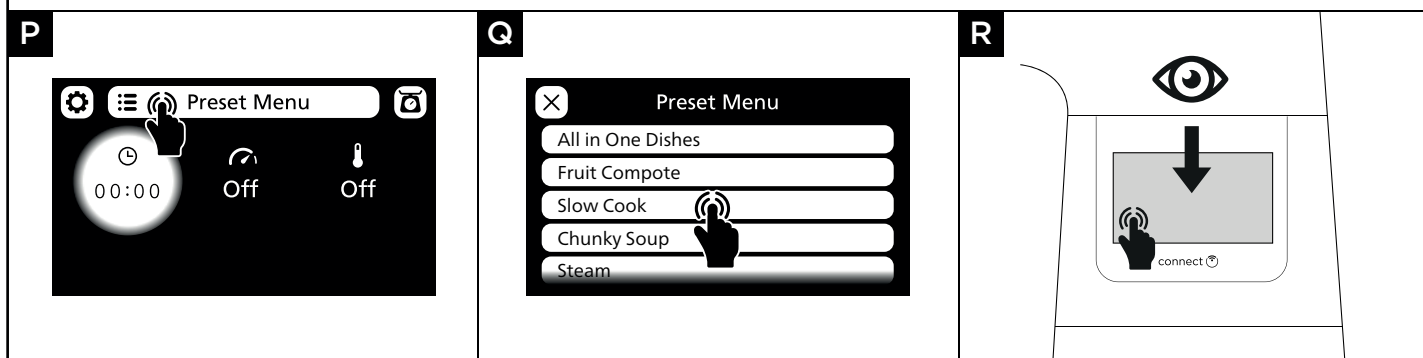 P
Preset Menu
00:00
Off
Off
Q
Preset Menu
All in One Dishes
Fruit Compote
Slow Cook
Chunky Soup
Steam
R
connect